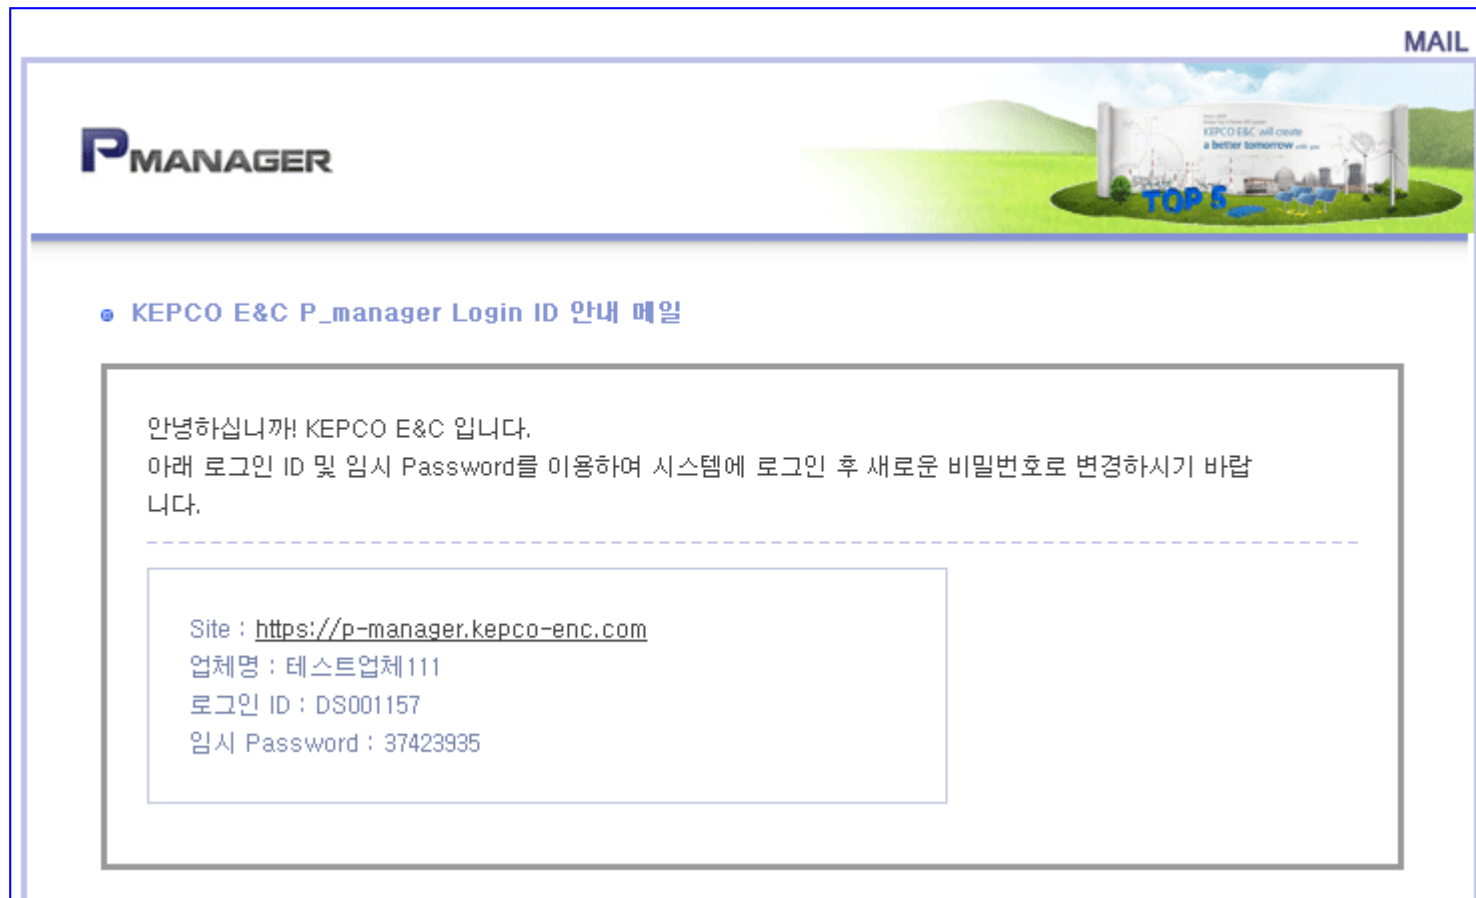 MAIL
PMANAGER
KEPCO E&C will create
a better tomorrow with you
TOP 5
KEPCO E&C P_manager Login ID 안내 메일
안녕하십니까! KEPCO E&C 입니다.
아래 로그인 ID 및 임시 Password를 이용하여 시스템에 로그인 후 새로운 비밀번호로 변경하시기 바랍
니다.
Site : https://p-manager.kepco-enc.com
업체명 : 테스트업체111
로그인 ID : DS001157
임시 Password : 37423935